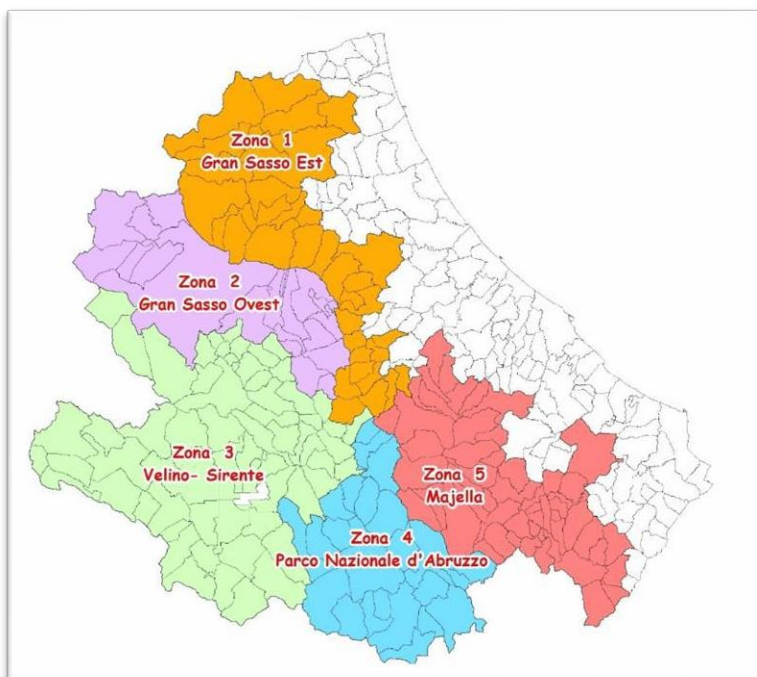 Zona 1
Gran Sasso Est
Zona 2
Gran Sasso Ovest
Zona 3
Velino- Sirente
Zona 5
Majella
Zona 4
Parco Nazionale d'Abruzzo